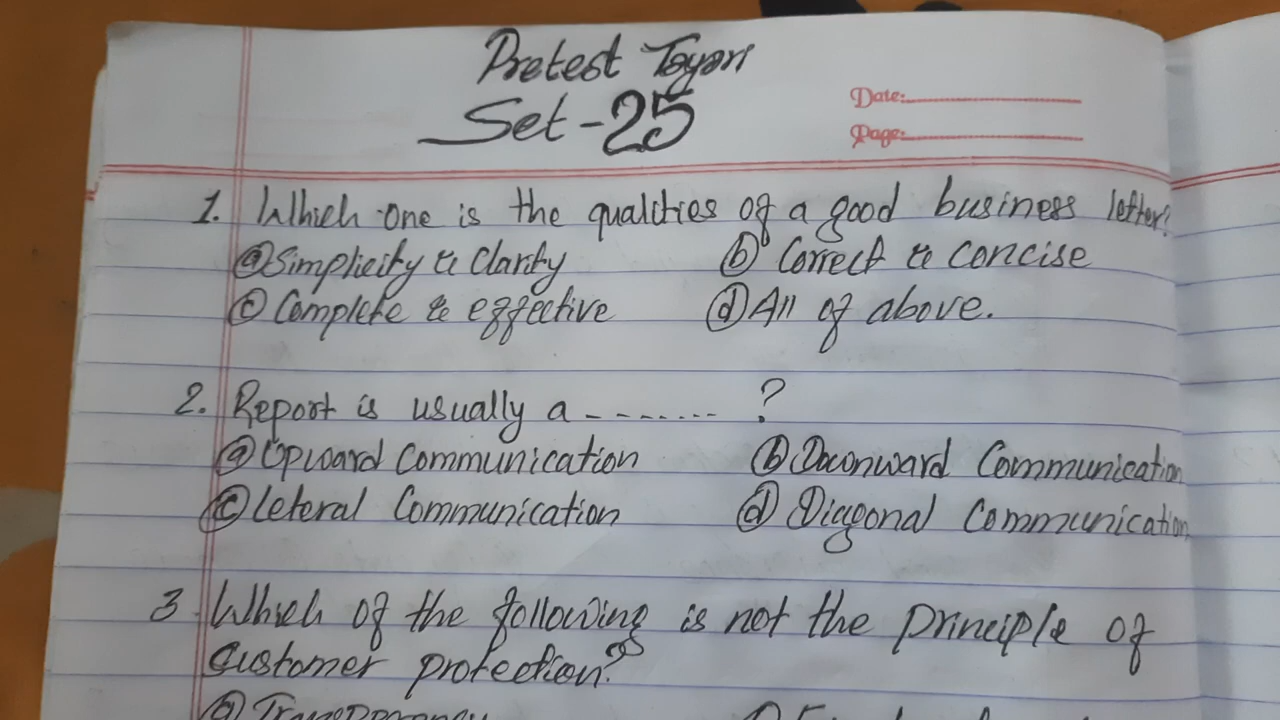 Pretest Tayari
Set-25
Date:
Page:
1. Which one is the qualities of a good business letter?
ⓐ Simplicity & Clarity ⓑ Correct & concise
ⓒ Complete & effective ⓓ All of above.
2. Report is usually a ------- ?
ⓐ Upward Communication ⓑ Downward Communication
ⓒ Leteral Communication ⓓ Diagonal Communication
3. Which of the following is not the principle of
Customer protection?
ⓐ Transparency